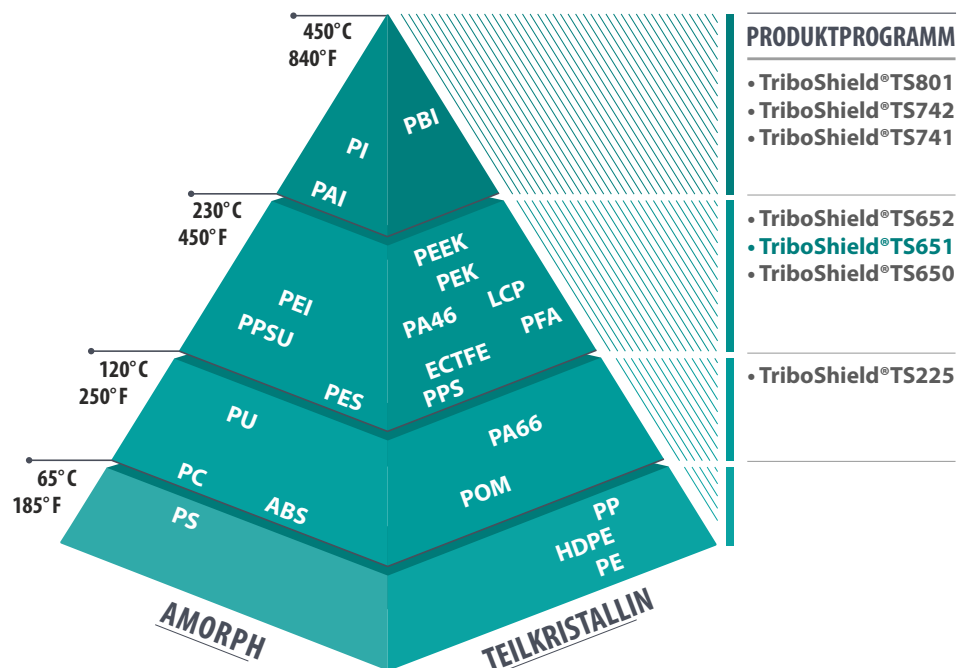 450°C
840°F
PRODUKTPROGRAMM
• TriboShield®TS801
• TriboShield®TS742
• TriboShield®TS741
PBI
PI
PAI
230°C
450°F
• TriboShield®TS652
• TriboShield®TS651
• TriboShield®TS650
PEEK
PEK
LCP
PEI
PA46
PFA
PPSU
ECTFE
PPS
PES
120°C
250°F
• TriboShield®TS225
PU
PA66
PC
POM
ABS
65°C
185°F
PS
PP
HDPE
PE
AMORPH
TEILKRISTALLIN